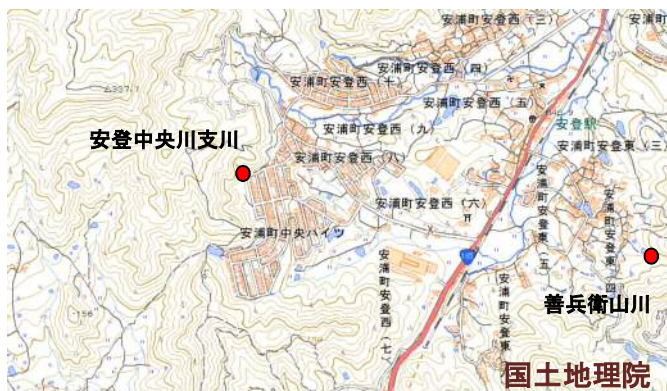 安浦町安登西(三)
安浦町安登西(四)
安浦町安登西(十)
安浦町安登西(五)
安登駅
安浦町安登西(九)
安登中央川支川
安浦町安登西(八)
安登東(三)
安浦町安登西(六)
安浦町中央ハイツ
安浦町安登東(五)
安浦町安登東(四)
185
安浦町安登西(七)
安浦町安登東
善兵衛山川
・156
国土地理院